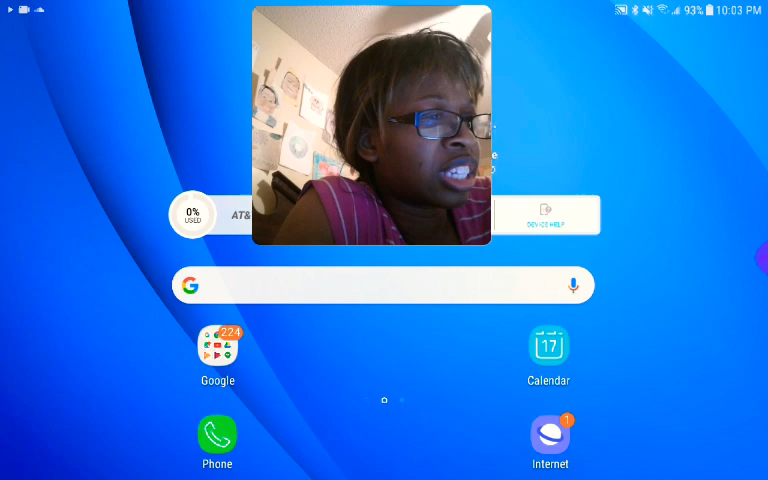 93% 10:03 PM
0%
USED
AT&
DEVICE HELP
224
17
Google
Calendar
1
Phone
Internet